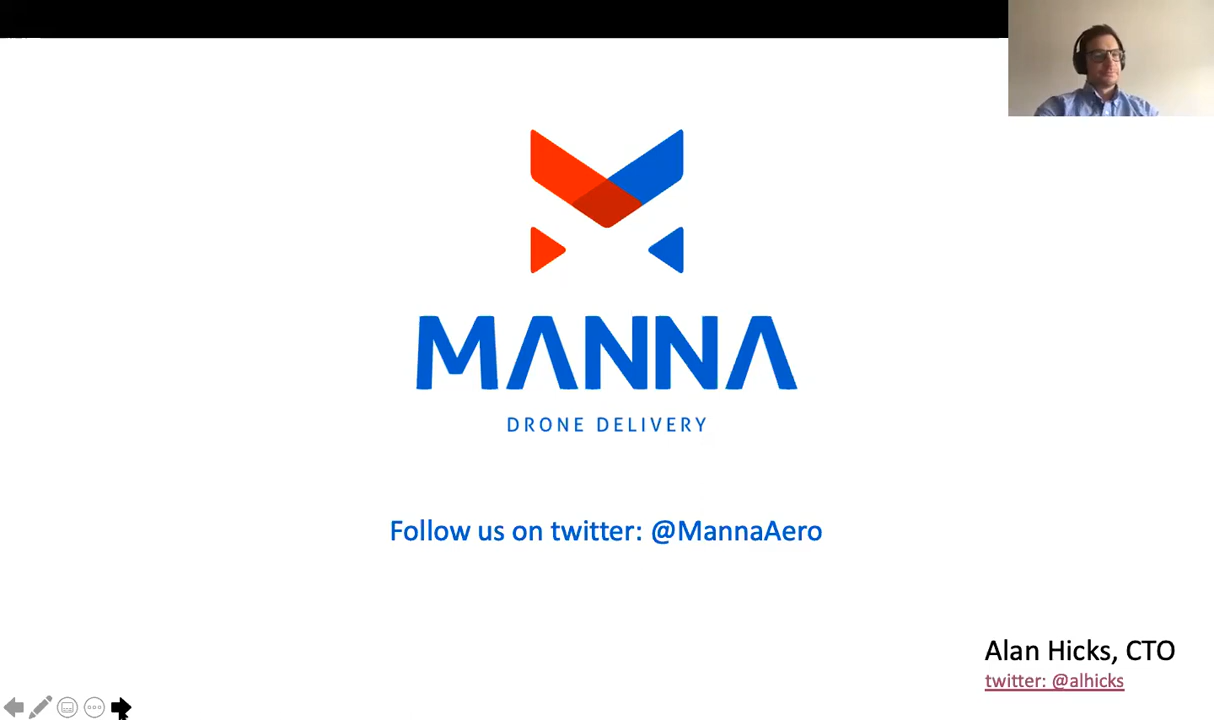 MANNA
DRONE DELIVERY
Follow us on twitter: @MannaAero
Alan Hicks, CTO
twitter: @alhicks